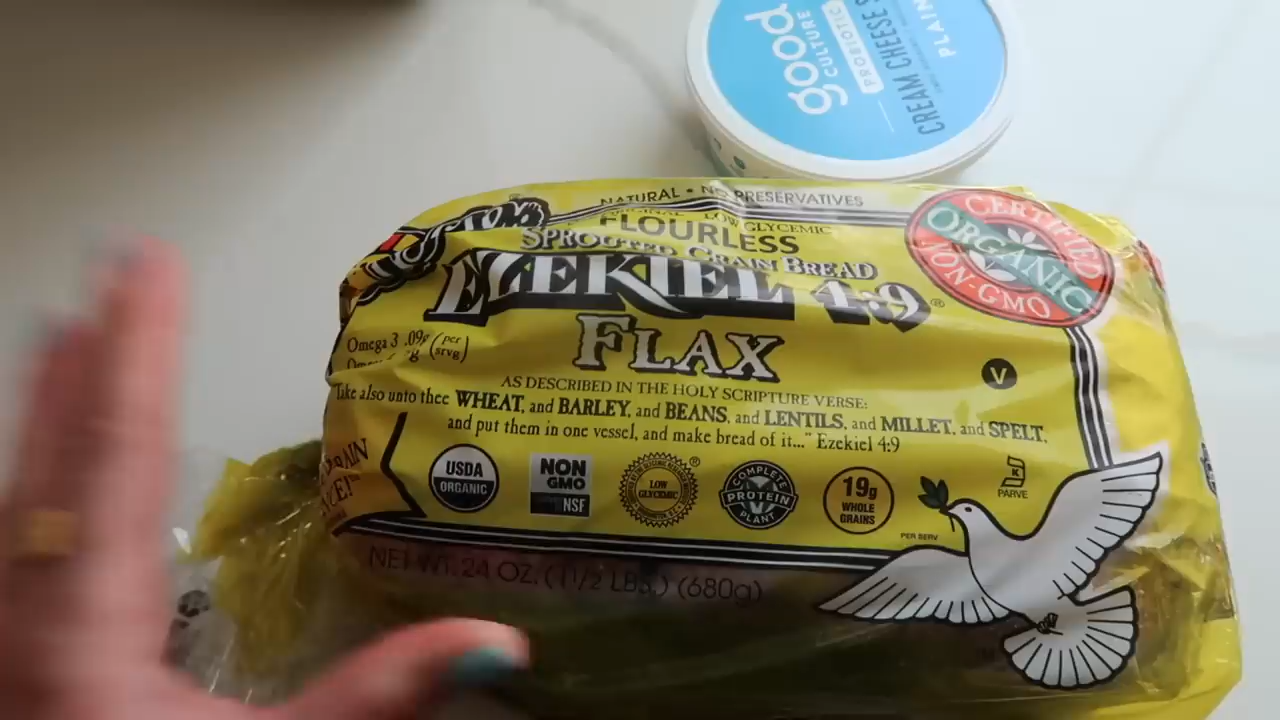 good
CULTURE
PROBIOTIC
CREAM CHEESE
PLAIN
NATURAL • NO PRESERVATIVES
LOW GLYCEMIC
FLOURLESS
SPROUTED GRAIN BREAD
EZEKIEL 4:9®
FLAX
Omega 3 .09g (per srvg)
AS DESCRIBED IN THE HOLY SCRIPTURE VERSE:
Take also unto thee WHEAT, and BARLEY, and BEANS, and LENTILS, and MILLET, and SPELT,
and put them in one vessel, and make bread of it..." Ezekiel 4:9
CERTIFIED
ORGANIC
NON-GMO
V
USDA
ORGANIC
NON
GMO
NSF
LOW
GLYCEMIC
®
COMPLETE
PROTEIN
V
PLANT
19g
WHOLE
GRAINS
PER SERV
K
PARVE
NET WT. 24 OZ. (1 1/2 LBS.) (680g)